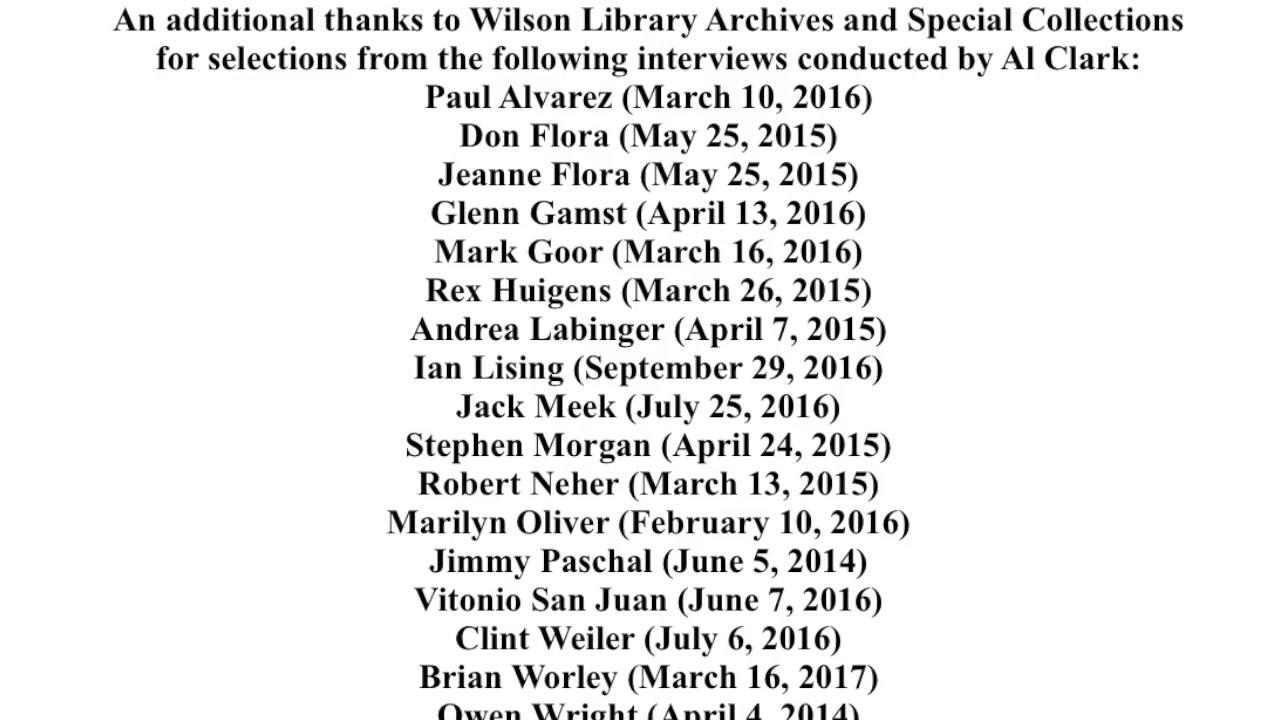 An additional thanks to Wilson Library Archives and Special Collections
for selections from the following interviews conducted by Al Clark:
Paul Alvarez (March 10, 2016)
Don Flora (May 25, 2015)
Jeanne Flora (May 25, 2015)
Glenn Gamst (April 13, 2016)
Mark Goor (March 16, 2016)
Rex Huigens (March 26, 2015)
Andrea Labinger (April 7, 2015)
Ian Lising (September 29, 2016)
Jack Meek (July 25, 2016)
Stephen Morgan (April 24, 2015)
Robert Neher (March 13, 2015)
Marilyn Oliver (February 10, 2016)
Jimmy Paschal (June 5, 2014)
Vitonio San Juan (June 7, 2016)
Clint Weiler (July 6, 2016)
Brian Worley (March 16, 2017)
Owen Wright (April 4, 2014)